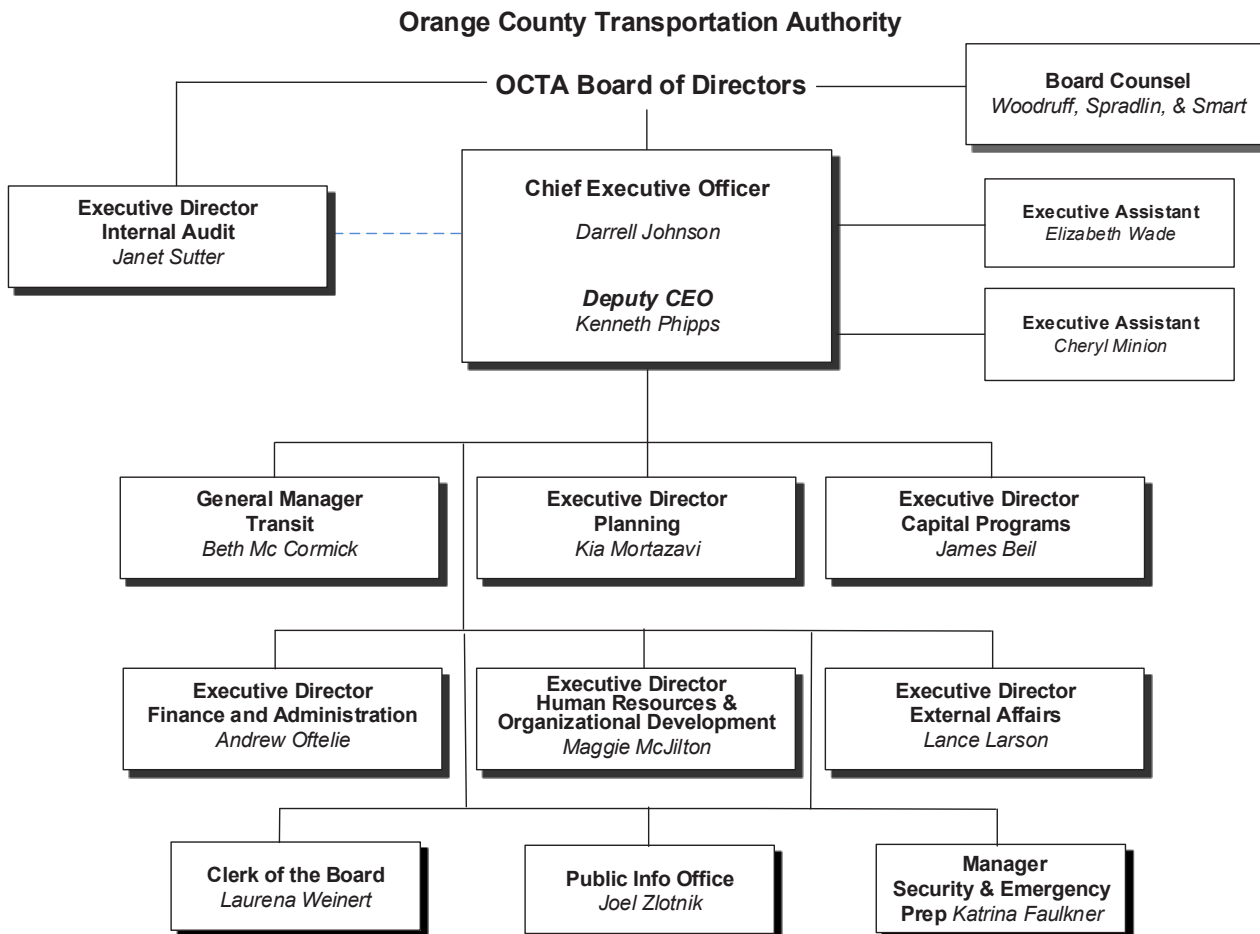 Orange County Transportation Authority
OCTA Board of Directors
Board Counsel
Woodruff, Spradlin, & Smart
Chief Executive Officer
Darrell Johnson
Deputy CEO
Kenneth Phipps
Executive Director
Internal Audit
Janet Sutter
Executive Assistant
Elizabeth Wade
Executive Assistant
Cheryl Minion
General Manager
Transit
Beth Mc Cormick
Executive Director
Planning
Kia Mortazavi
Executive Director
Capital Programs
James Beil
Executive Director
Finance and Administration
Andrew Oftelie
Executive Director
Human Resources &
Organizational Development
Maggie McJilton
Executive Director
External Affairs
Lance Larson
Clerk of the Board
Laurena Weinert
Public Info Office
Joel Zlotnik
Manager
Security & Emergency
Prep Katrina Faulkner